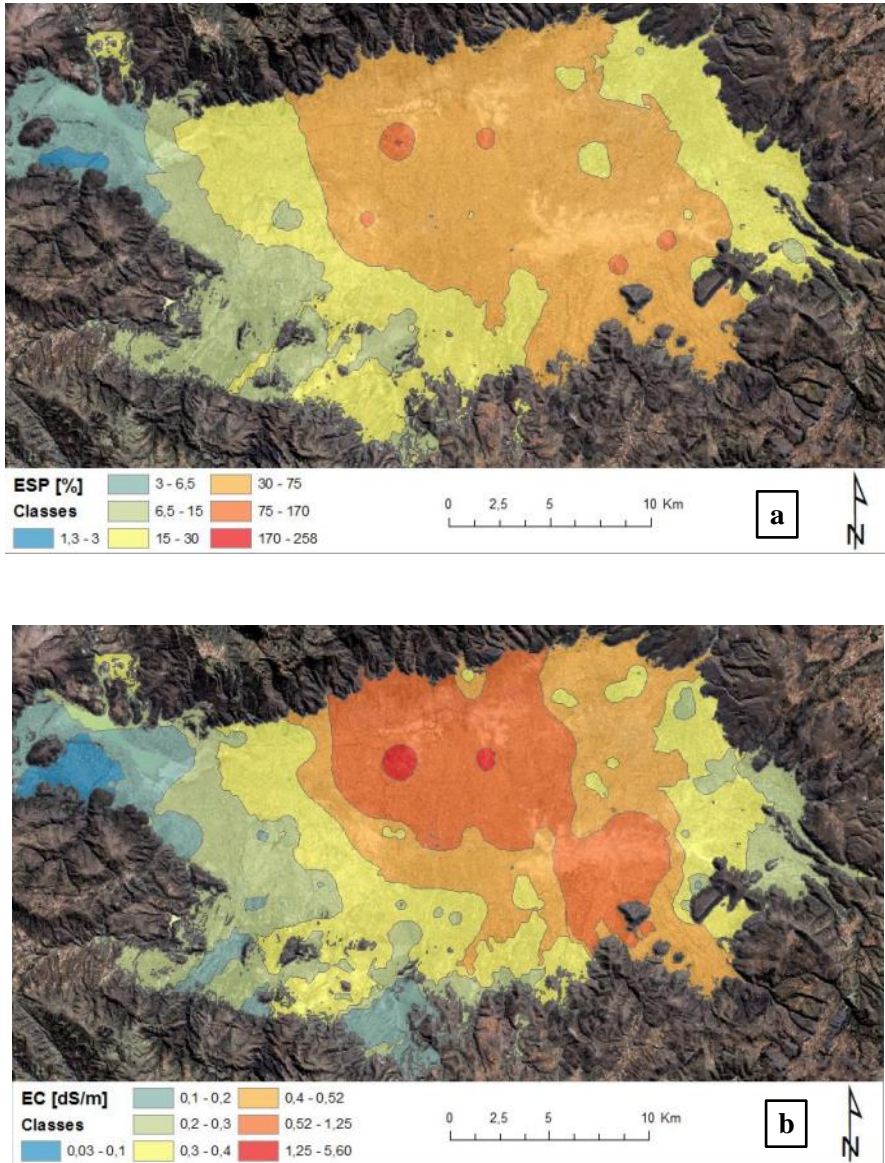 ESP [%] 3 - 6,5 30 - 75
Classes 6,5 - 15 75 - 170
1,3 - 3 15 - 30 170 - 258
0 2,5 5 10 Km
a
N
EC [dS/m] 0,1 - 0,2 0,4 - 0,52
Classes 0,2 - 0,3 0,52 - 1,25
0,03 - 0,1 0,3 - 0,4 1,25 - 5,60
0 2,5 5 10 Km
b
N